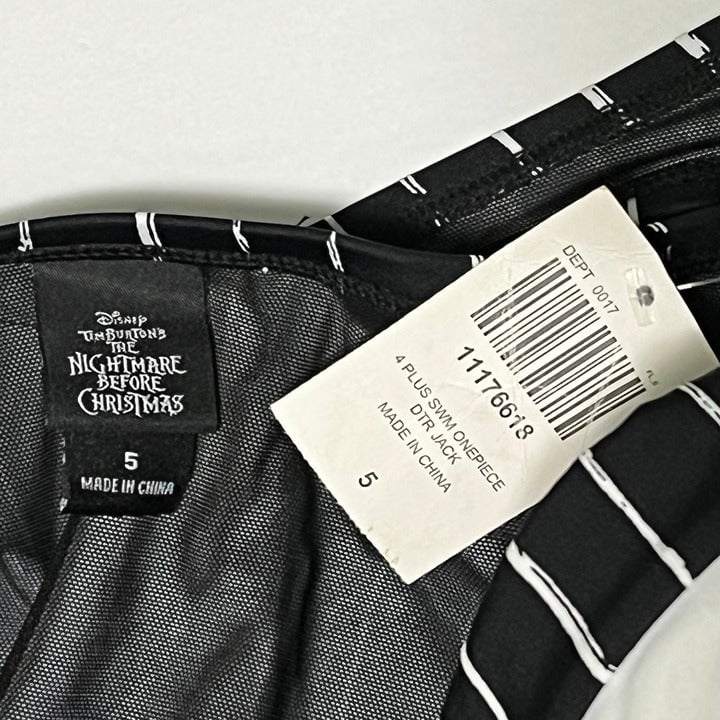 Disney
TIM BURTON'S
THE
NIGHTMARE
BEFORE
CHRISTMAS
5
MADE IN CHINA
DEPT 0017
11176618
4 PLUS SWM ONEPIECE
DTR JACK
MADE IN CHINA
5